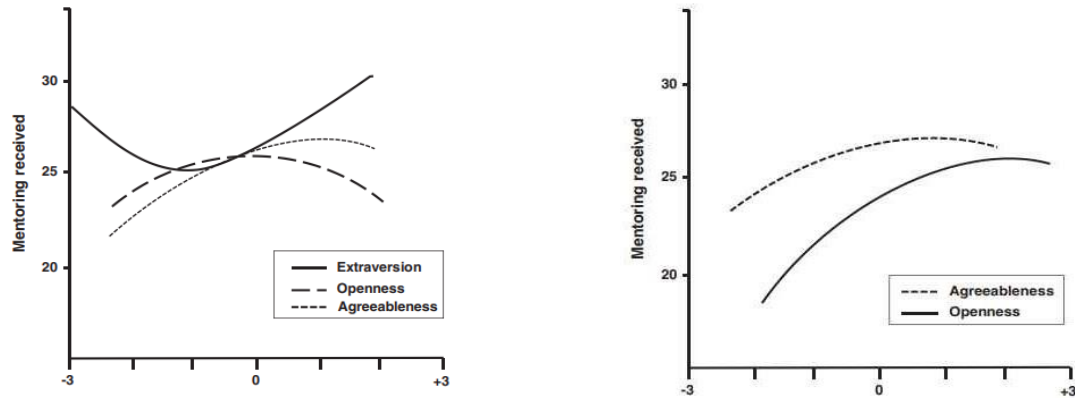 Mentoring received
30
25
20
Extraversion
Openness
Agreeableness
-3
0
+3
Mentoring received
30
25
20
Agreeableness
Openness
-3
0
+3